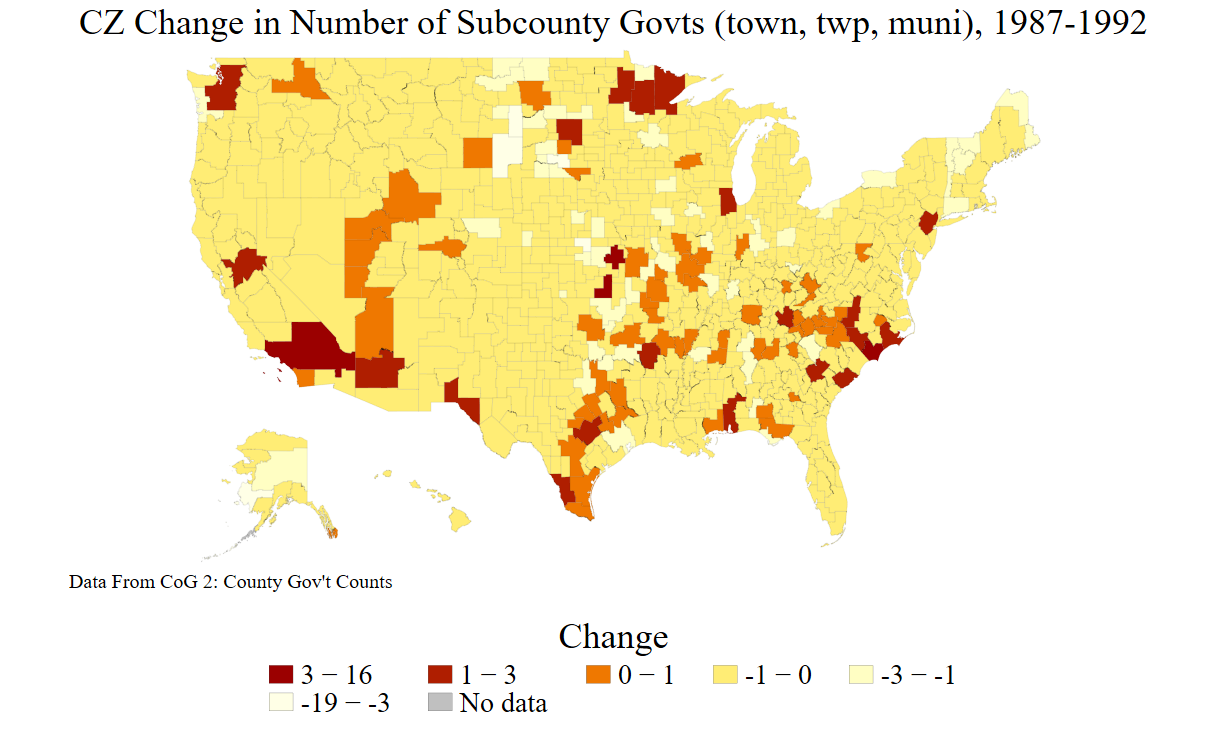 CZ Change in Number of Subcounty Govts (town, twp, muni), 1987-1992
Data From CoG 2: County Gov't Counts
Change
3 − 16 1 − 3 0 − 1 -1 − 0 -3 − -1
-19 − -3 No data